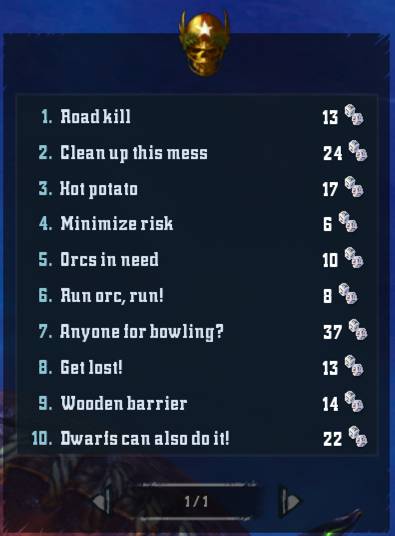 1. Road kill 13
2. Clean up this mess 24
3. Hot potato 17
4. Minimize risk 6
5. Orcs in need 10
6. Run orc, run! 8
7. Anyone for bowling? 37
8. Get lost! 13
9. Wooden barrier 14
10. Dwarfs can also do it! 22
1/1